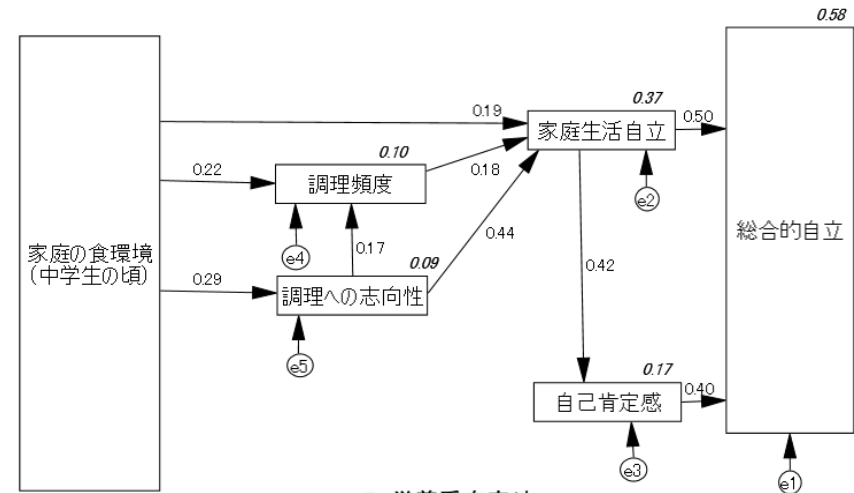 0.58
0.37
0.19
家庭生活自立
0.50
0.10
0.22
調理頻度
0.18
e2
総合的自立
0.44
家庭の食環境
(中学生の頃)
e4
0.17
0.09
0.42
0.29
調理への志向性
e5
0.17
自己肯定感
0.40
e3
e1